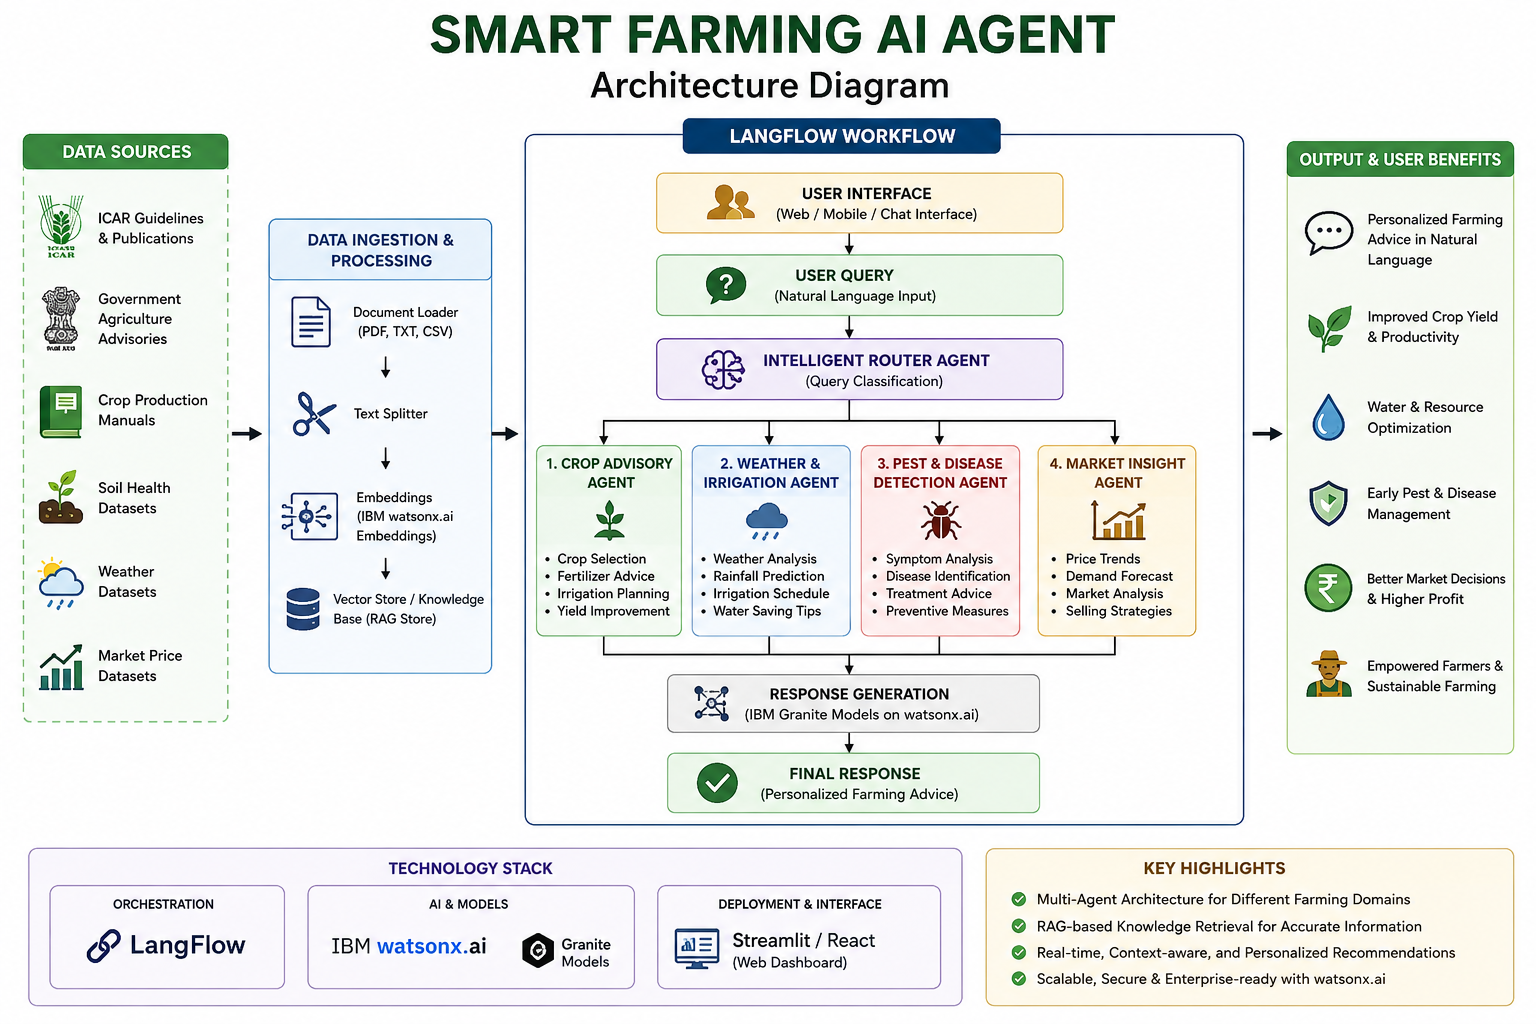 SMART FARMING AI AGENT
Architecture Diagram
DATA SOURCES
ICAR Guidelines
& Publications
ICAR
Government
Agriculture
Advisories
Crop Production
Manuals
Soil Health
Datasets
Weather
Datasets
Market Price
Datasets
DATA INGESTION &
PROCESSING
Document Loader
(PDF, TXT, CSV)
Text Splitter
Embeddings
(IBM watsonx.ai
Embeddings)
Vector Store / Knowledge
Base (RAG Store)
LANGFLOW WORKFLOW
USER INTERFACE
(Web / Mobile / Chat Interface)
?
USER QUERY
(Natural Language Input)
INTELLIGENT ROUTER AGENT
(Query Classification)
1. CROP ADVISORY
AGENT
• Crop Selection
• Fertilizer Advice
• Irrigation Planning
• Yield Improvement
2. WEATHER &
IRRIGATION AGENT
• Weather Analysis
• Rainfall Prediction
• Irrigation Schedule
• Water Saving Tips
3. PEST & DISEASE
DETECTION AGENT
• Symptom Analysis
• Disease Identification
• Treatment Advice
• Preventive Measures
4. MARKET INSIGHT
AGENT
• Price Trends
• Demand Forecast
• Market Analysis
• Selling Strategies
RESPONSE GENERATION
(IBM Granite Models on watsonx.ai)
FINAL RESPONSE
(Personalized Farming Advice)
OUTPUT & USER BENEFITS
Personalized Farming
Advice in Natural
Language
Improved Crop Yield
& Productivity
Water & Resource
Optimization
Early Pest & Disease
Management
₹
Better Market Decisions
& Higher Profit
Empowered Farmers &
Sustainable Farming
TECHNOLOGY STACK
ORCHESTRATION
LangFlow
AI & MODELS
IBM watsonx.ai
Granite
Models
DEPLOYMENT & INTERFACE
Streamlit / React
(Web Dashboard)
KEY HIGHLIGHTS
Multi-Agent Architecture for Different Farming Domains
RAG-based Knowledge Retrieval for Accurate Information
Real-time, Context-aware, and Personalized Recommendations
Scalable, Secure & Enterprise-ready with watsonx.ai